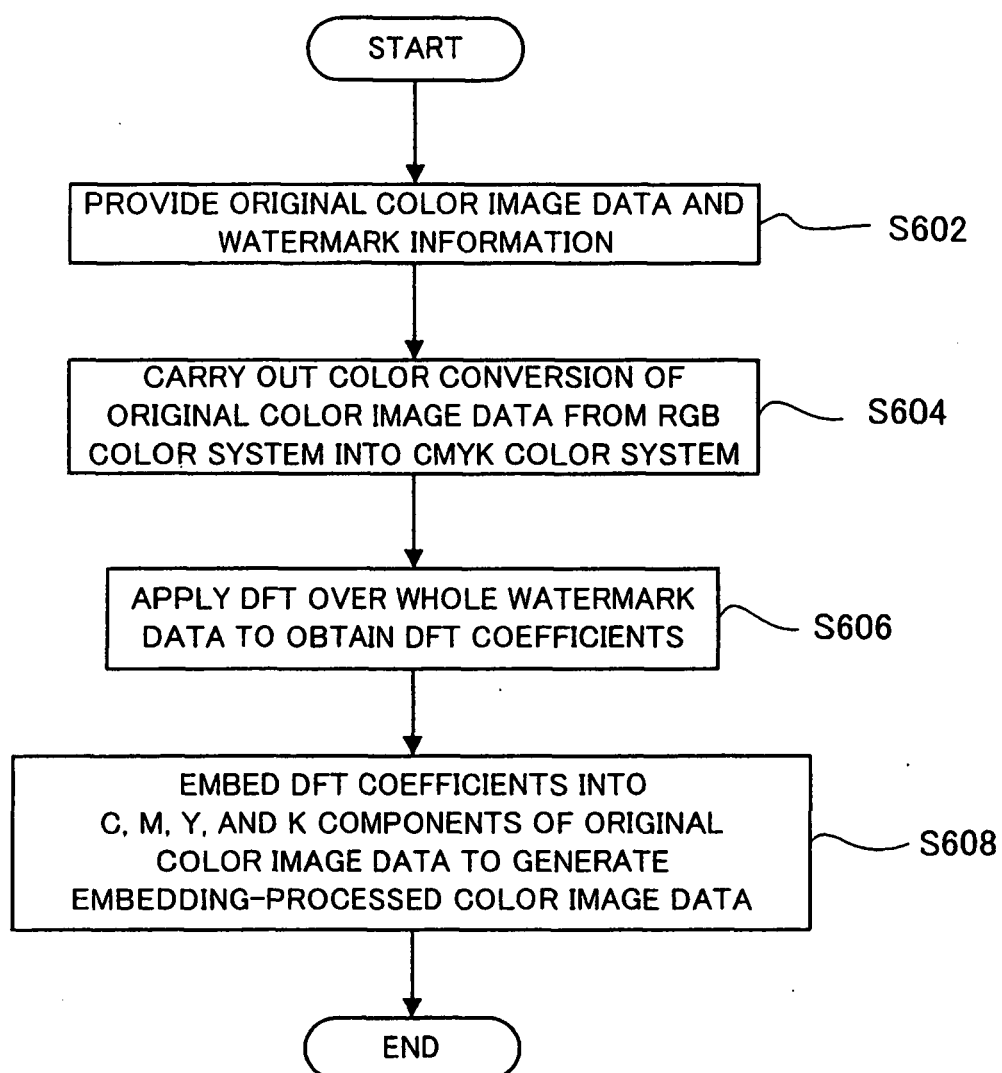 START
PROVIDE ORIGINAL COLOR IMAGE DATA AND
WATERMARK INFORMATION
S602
CARRY OUT COLOR CONVERSION OF
ORIGINAL COLOR IMAGE DATA FROM RGB
COLOR SYSTEM INTO CMYK COLOR SYSTEM
S604
APPLY DFT OVER WHOLE WATERMARK
DATA TO OBTAIN DFT COEFFICIENTS
S606
EMBED DFT COEFFICIENTS INTO
C, M, Y, AND K COMPONENTS OF ORIGINAL
COLOR IMAGE DATA TO GENERATE
EMBEDDING-PROCESSED COLOR IMAGE DATA
S608
END